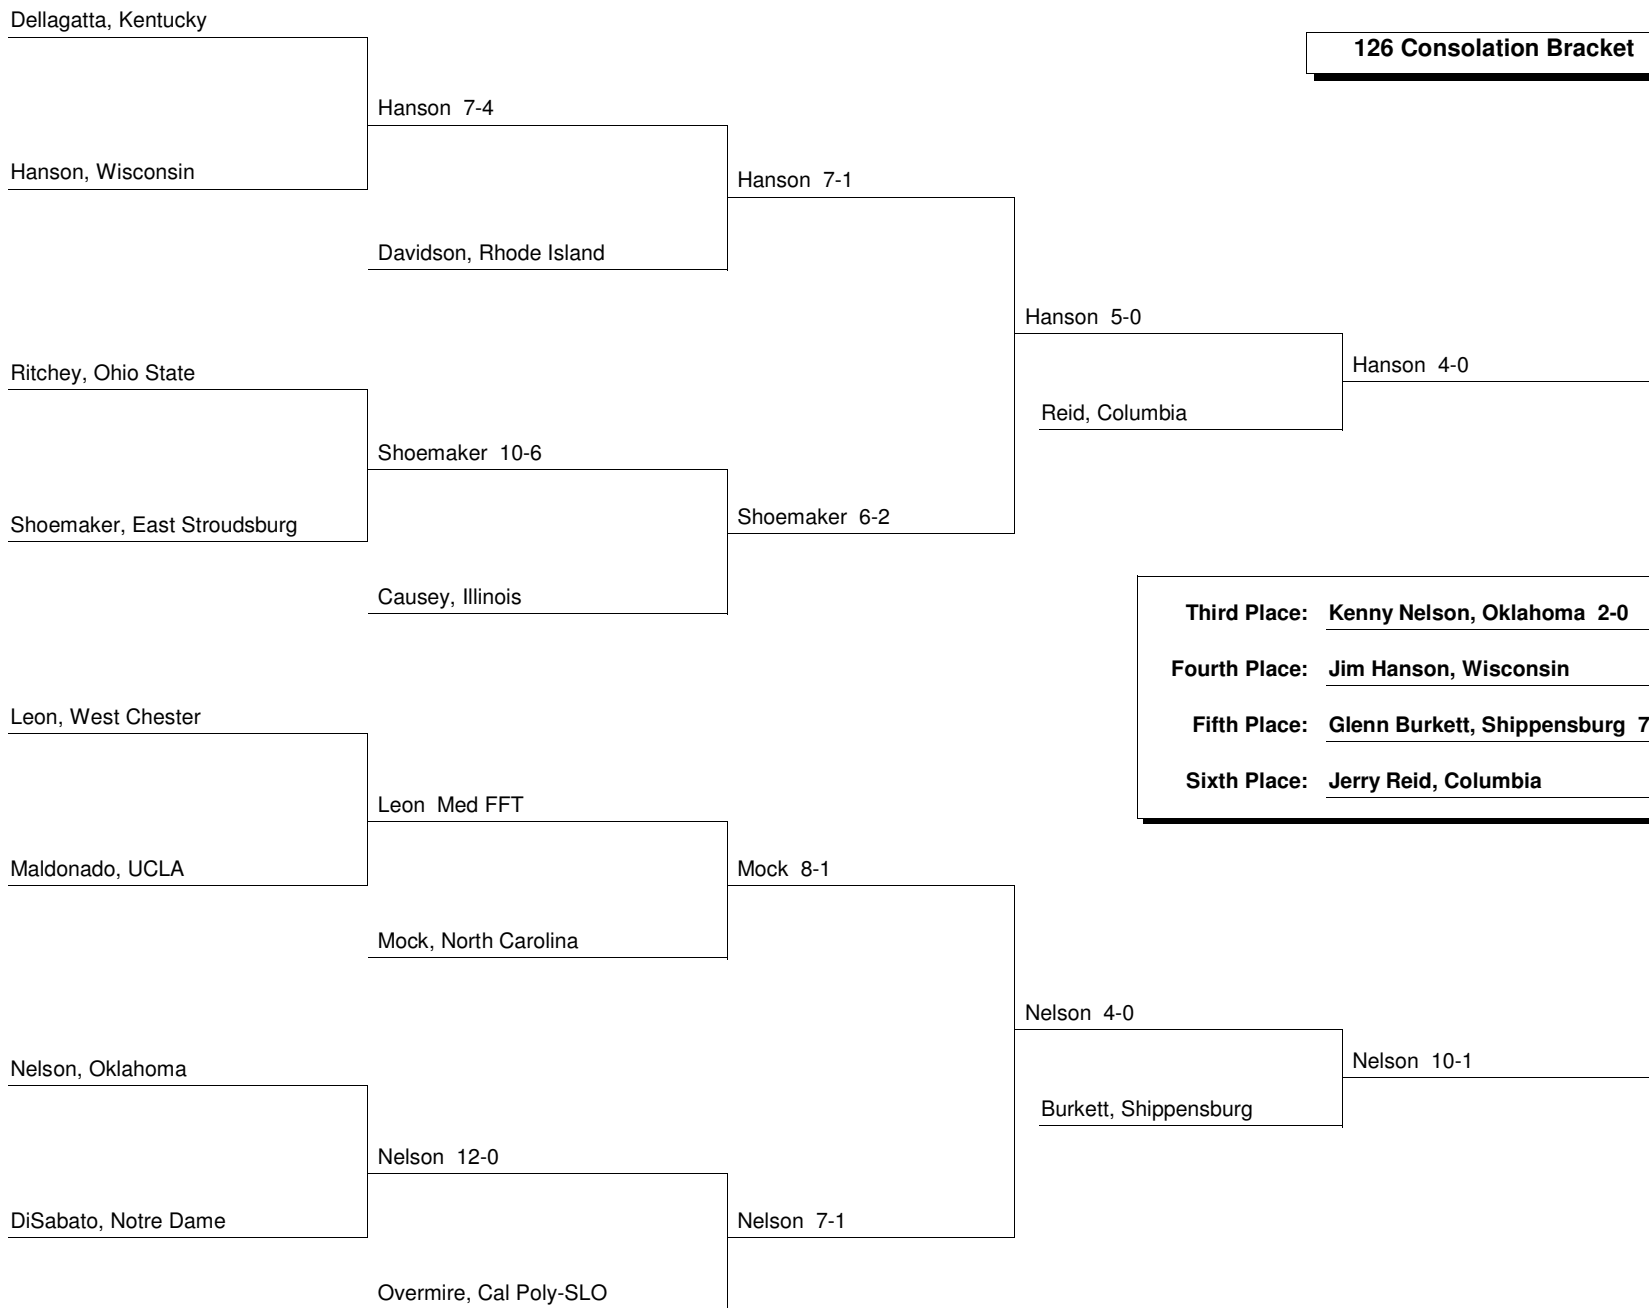 Dellagatta, Kentucky
126 Consolation Bracket
Hanson 7-4
Hanson, Wisconsin
Hanson 7-1
Davidson, Rhode Island
Hanson 5-0
Hanson 4-0
Ritchey, Ohio State
Reid, Columbia
Shoemaker 10-6
Shoemaker 6-2
Shoemaker, East Stroudsburg
Causey, Illinois
Third Place: Kenny Nelson, Oklahoma 2-0
Fourth Place: Jim Hanson, Wisconsin
Fifth Place: Glenn Burkett, Shippensburg 7
Sixth Place: Jerry Reid, Columbia
Leon, West Chester
Leon Med FFT
Maldonado, UCLA
Mock 8-1
Mock, North Carolina
Nelson 4-0
Nelson 10-1
Nelson, Oklahoma
Burkett, Shippensburg
Nelson 12-0
DiSabato, Notre Dame
Nelson 7-1
Overmire, Cal Poly-SLO